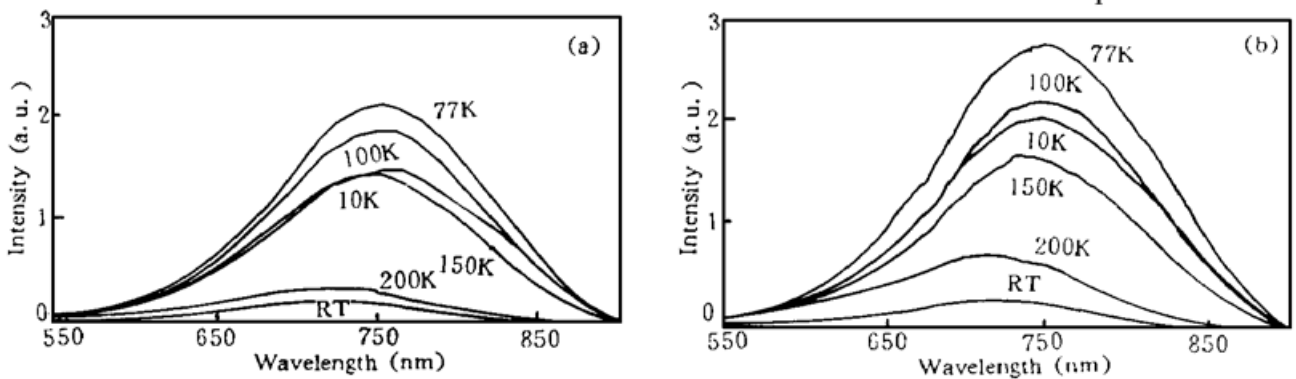 3
(a)
77K
2
100K
10K
1
150K
200K
RT
0
550 650 750 850
Wavelength (nm)
Intensity (a. u.)
3
(b)
77K
100K
2
10K
150K
1
200K
RT
0
550 650 750 850
Wavelength (nm)
Intensity (a. u.)